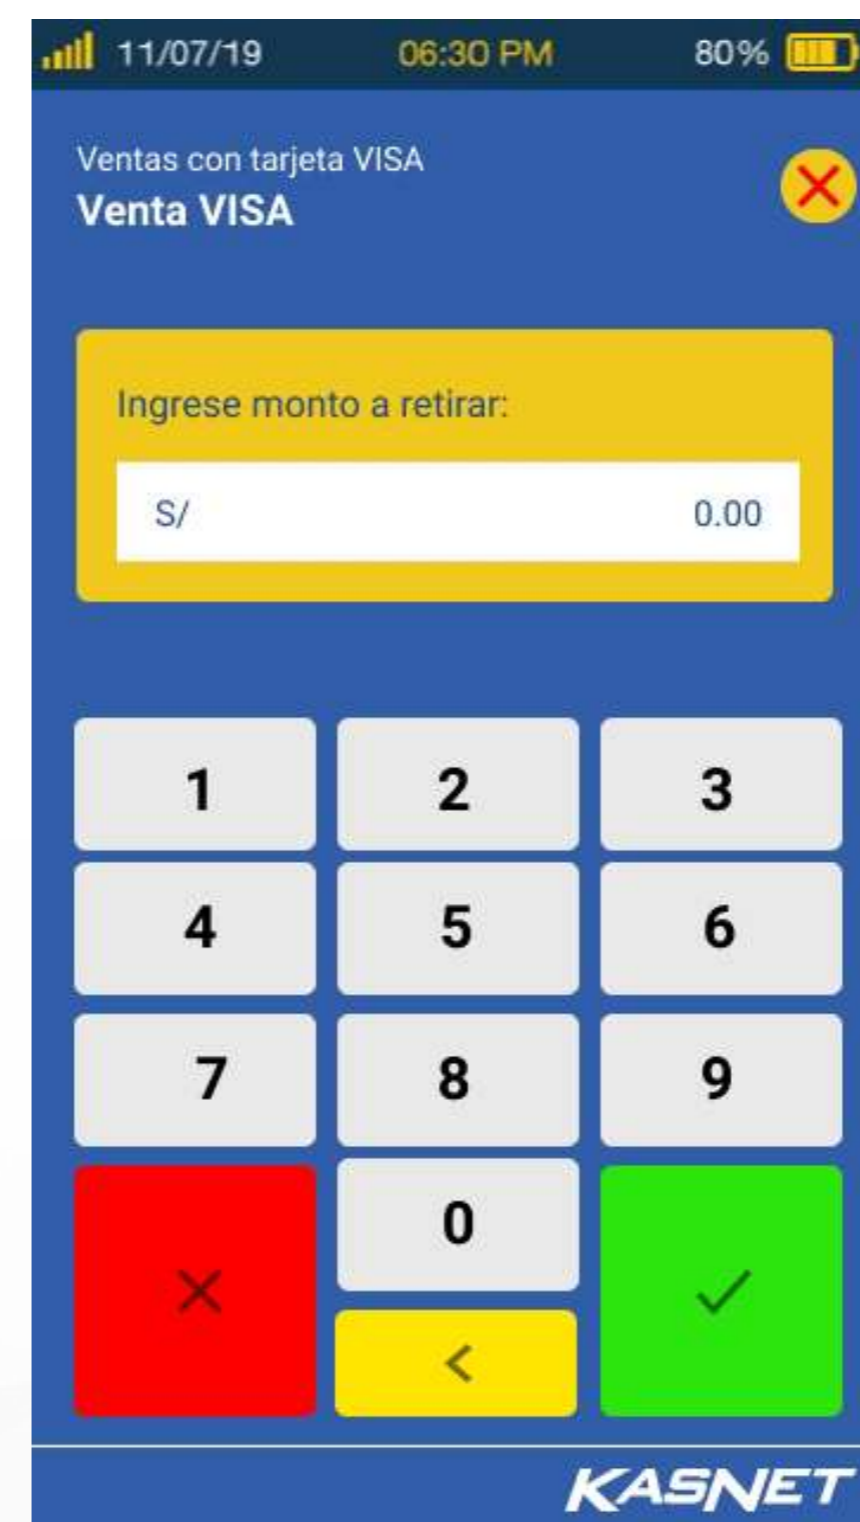 11/07/19 06:30 PM 80%
Ventas con tarjeta VISA
Venta VISA
Ingrese monto a retirar:
S/ 0.00
1 2 3
4 5 6
7 8 9
0
KASNET